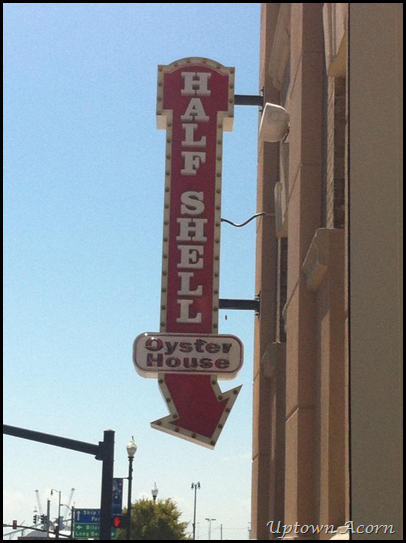 HALF SHELL
Oyster
House
Uptown Acorn